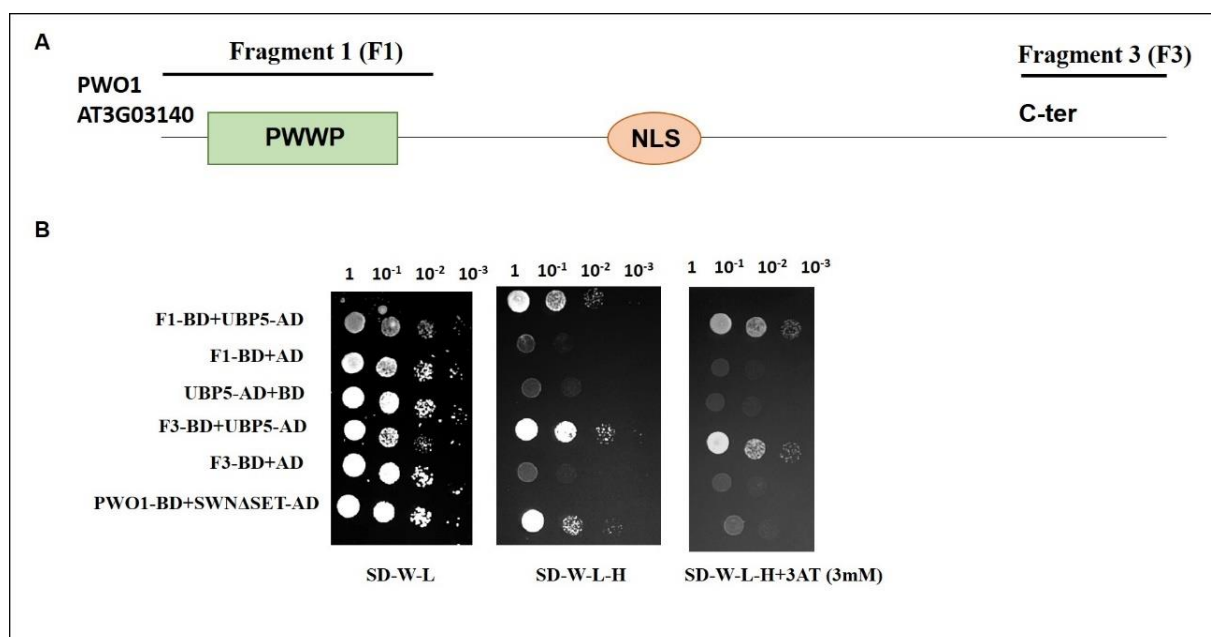 A
Fragment 1 (F1)
Fragment 3 (F3)
PWO1
AT3G03140
PWWP
NLS
C-ter
B
1 10-1 10-2 10-3
1 10-1 10-2 10-3
1 10-1 10-2 10-3
F1-BD+UBP5-AD
F1-BD+AD
UBP5-AD+BD
F3-BD+UBP5-AD
F3-BD+AD
PWO1-BD+SWNΔSET-AD
SD-W-L
SD-W-L-H
SD-W-L-H+3AT (3mM)